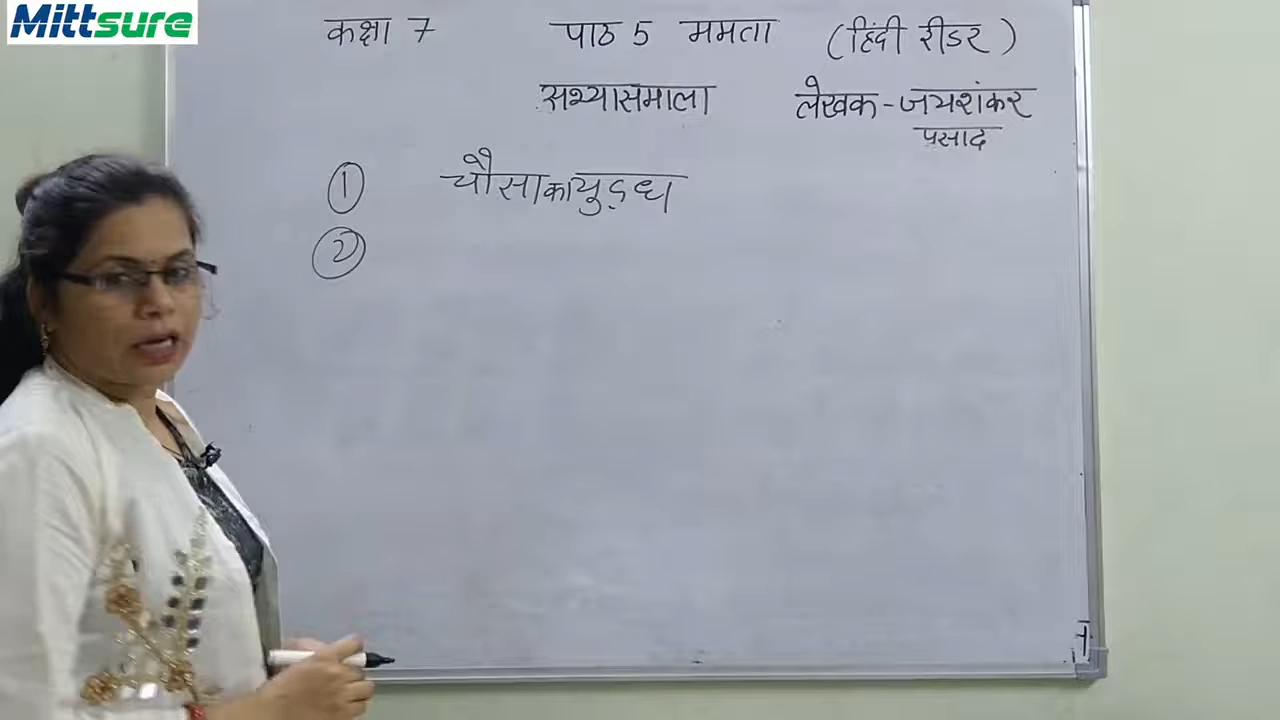 Mittsure
कक्षा 7 पाठ 5 ममता (हिंदी रीडर)
अभ्यासमाला लेखक - जयशंकर
प्रसाद
① चौसा का युद्ध
②